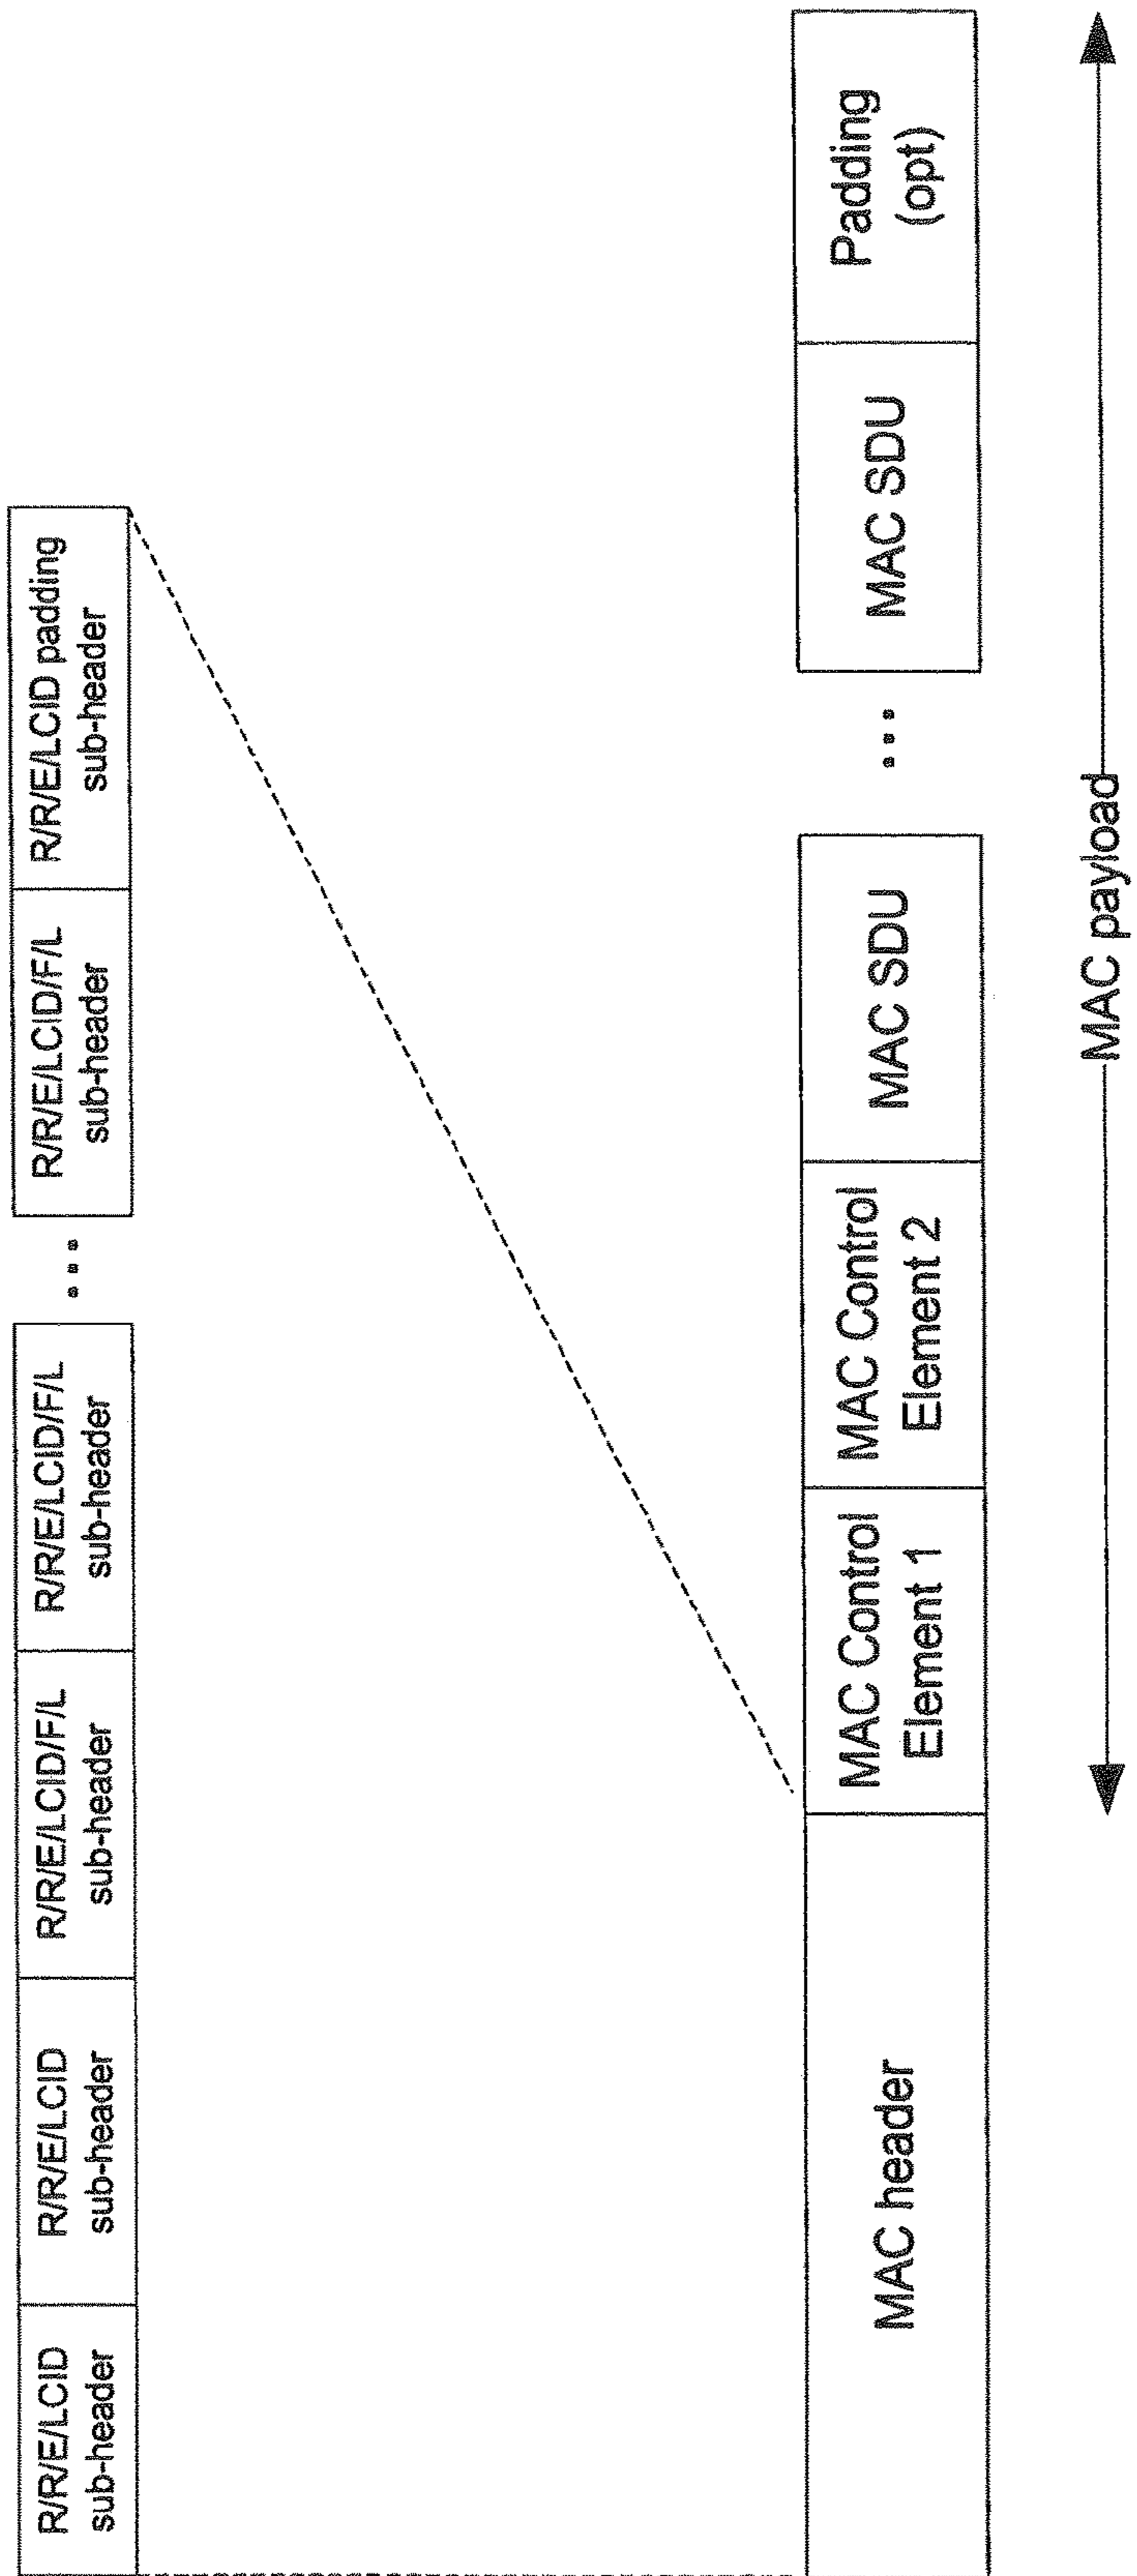 R/R/E/LCID
sub-header
R/R/E/LCID
sub-header
R/R/E/LCID/F/L
sub-header
R/R/E/LCID/F/L
sub-header
...
R/R/E/LCID/F/L
sub-header
R/R/E/LCID padding
sub-header
MAC header
MAC Control
Element 1
MAC Control
Element 2
MAC SDU
...
MAC SDU
Padding
(opt)
MAC payload